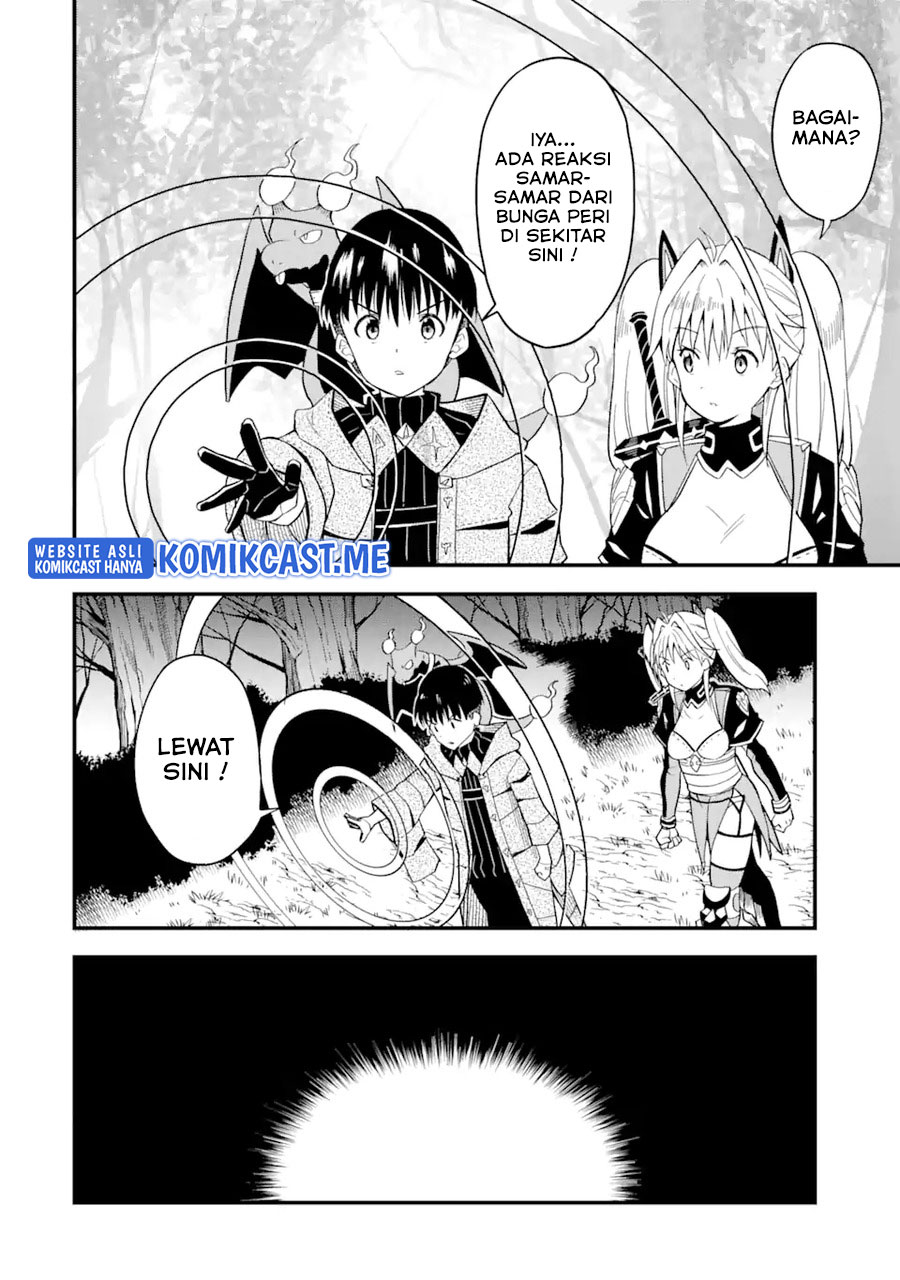 BAGAI-
MANA?
IYA...
ADA REAKSI
SAMAR-
SAMAR DARI
BUNGA PERI
DI SEKITAR
SINI !
WEBSITE ASLI
KOMIKCAST HANYA
KOMIKCAST.ME
LEWAT
SINI !